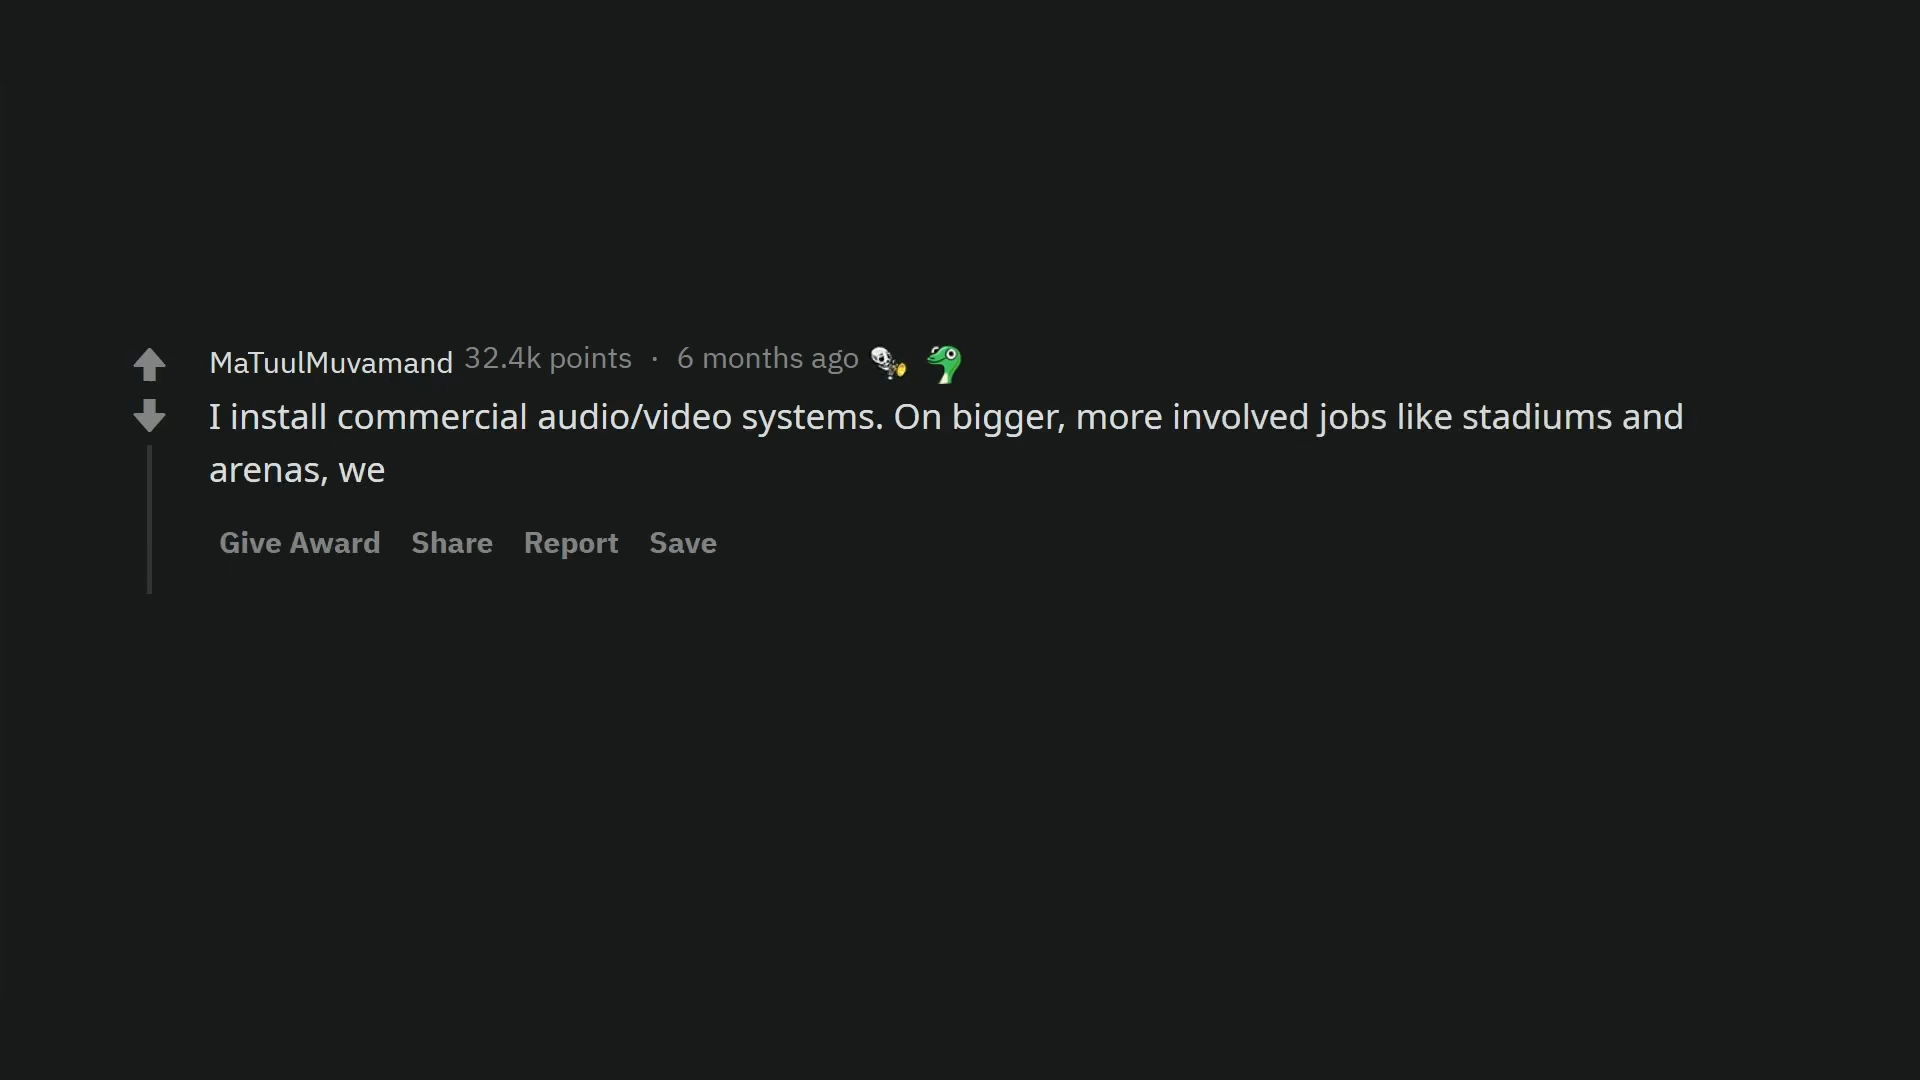 MaTuulMuvamand 32.4k points · 6 months ago
I install commercial audio/video systems. On bigger, more involved jobs like stadiums and
arenas, we
Give Award Share Report Save